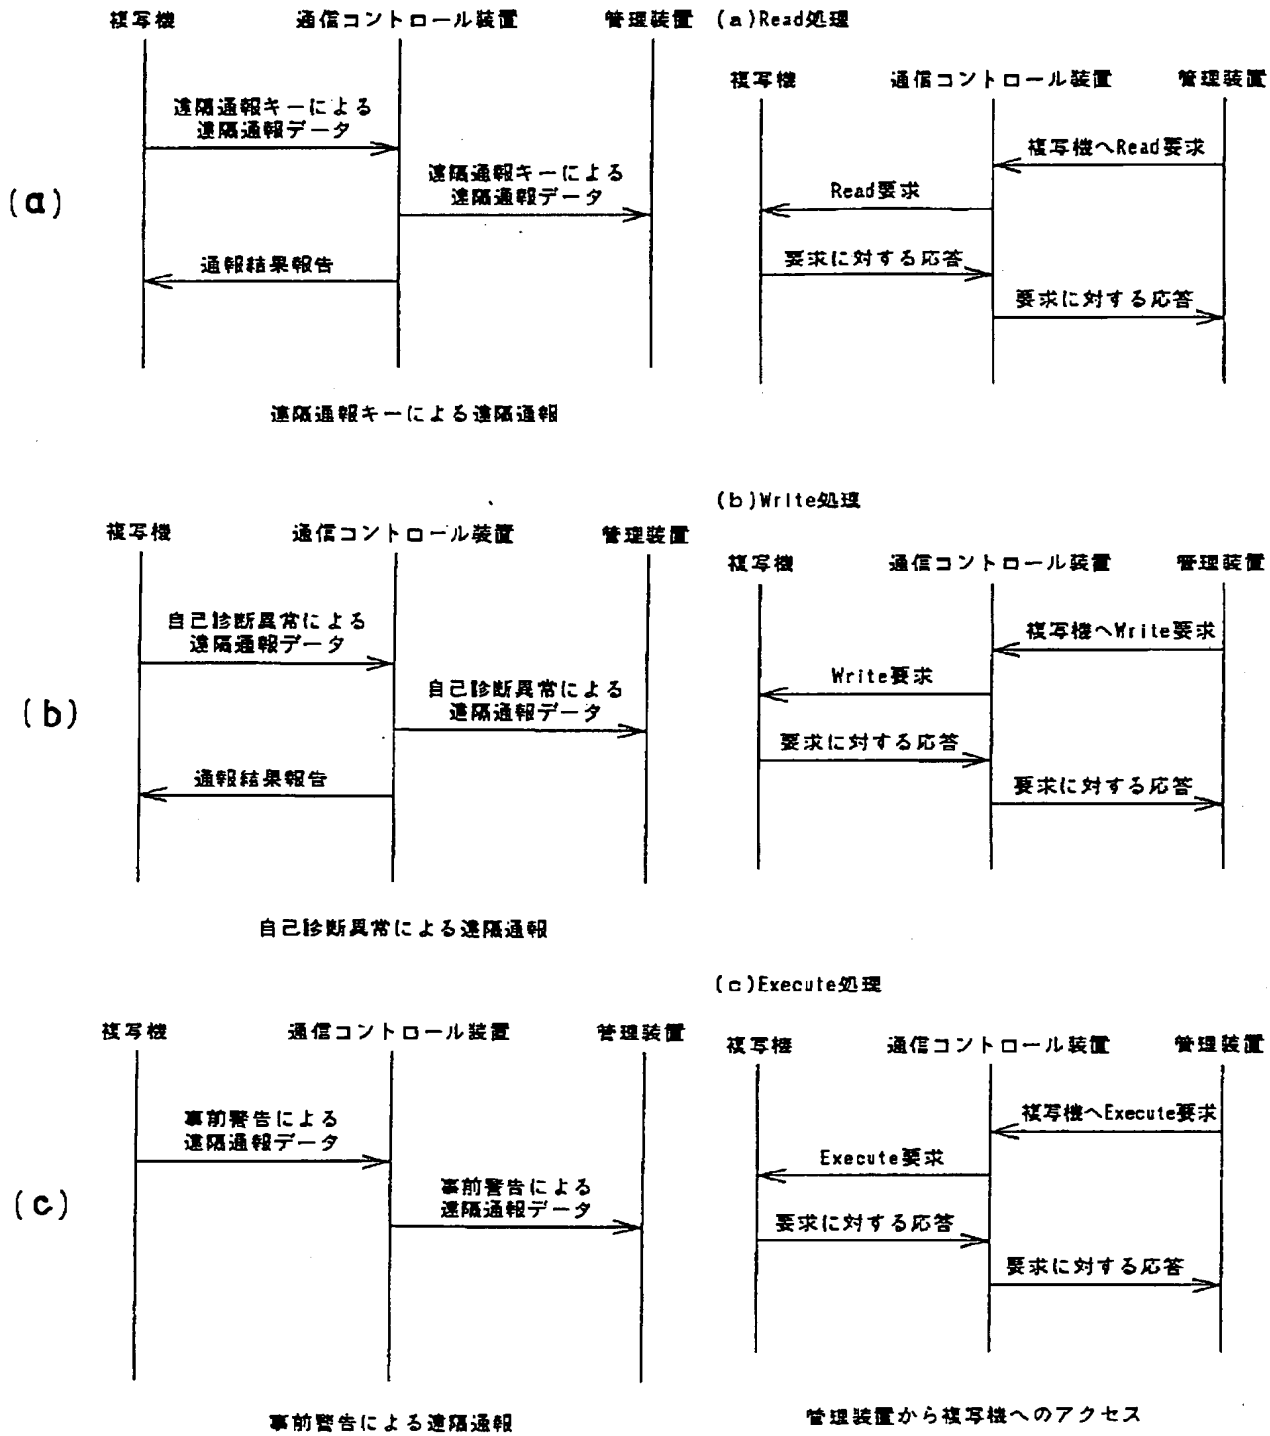 (a)
複写機
通信コントロール装置
管理装置
遠隔通報キーによる
遠隔通報データ
遠隔通報キーによる
遠隔通報データ
通報結果報告
遠隔通報キーによる遠隔通報
(b)
複写機
通信コントロール装置
管理装置
自己診断異常による
遠隔通報データ
自己診断異常による
遠隔通報データ
通報結果報告
自己診断異常による遠隔通報
(c)
複写機
通信コントロール装置
管理装置
事前警告による
遠隔通報データ
事前警告による
遠隔通報データ
事前警告による遠隔通報
(a)Read処理
複写機
通信コントロール装置
管理装置
複写機へRead要求
Read要求
要求に対する応答
要求に対する応答
(b)Write処理
複写機
通信コントロール装置
管理装置
複写機へWrite要求
Write要求
要求に対する応答
要求に対する応答
(c)Execute処理
複写機
通信コントロール装置
管理装置
複写機へExecute要求
Execute要求
要求に対する応答
要求に対する応答
管理装置から複写機へのアクセス